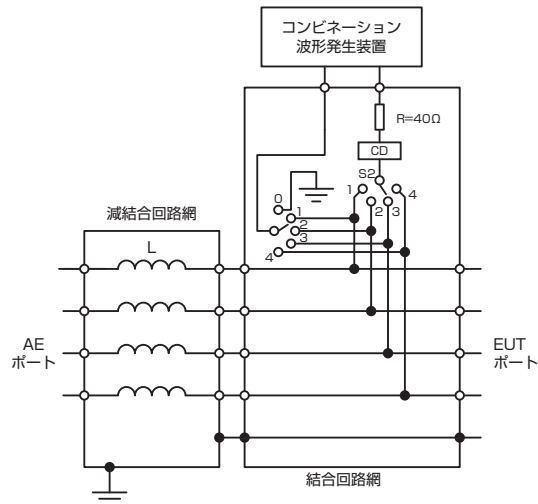 コンビネーション
波形発生装置
R=40Ω
CD
S2
1
4
2
3
0
1
2
3
4
減結合回路網
L
AE
ポート
EUT
ポート
結合回路網